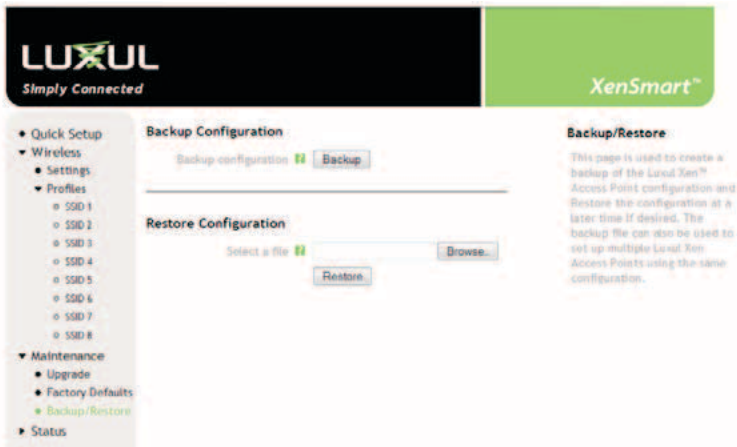 LUXUL
Simply Connected
XenSmart™
Quick Setup
Wireless
Settings
Profiles
SSID 1
SSID 2
SSID 3
SSID 4
SSID 5
SSID 6
SSID 7
SSID 8
Maintenance
Upgrade
Factory Defaults
Backup/Restore
Status
Backup Configuration
Backup configuration Backup
Restore Configuration
Select a file Browse..
Restore
Backup/Restore
This page is used to create a
backup of the Luxul Xen™
Access Point configuration and
Restore the configuration at a
later time if desired. The
backup file can also be used to
set up multiple Luxul Xen
Access Points using the same
configuration.